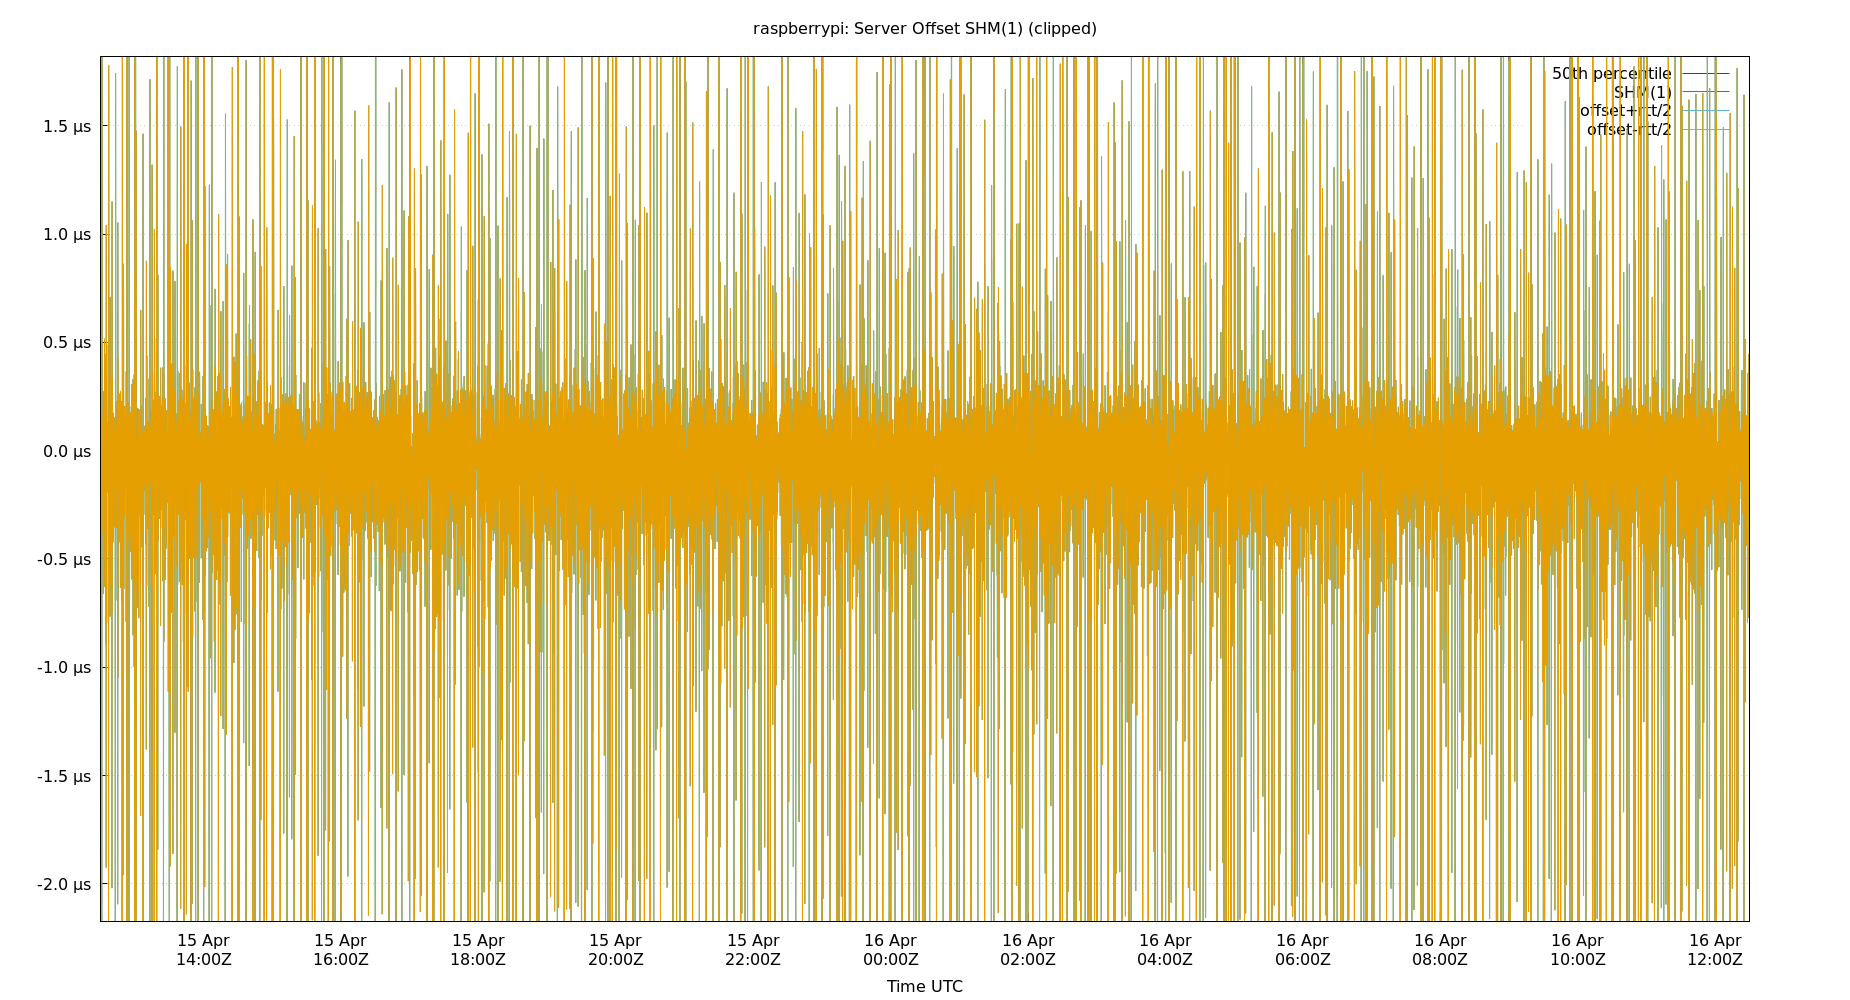 raspberrypi: Server Offset SHM(1) (clipped)
50th percentile
SHM(1)
offset+rtt/2
offset-rtt/2
1.5 µs
1.0 µs
0.5 µs
0.0 µs
-0.5 µs
-1.0 µs
-1.5 µs
-2.0 µs
15 Apr 15 Apr 15 Apr 15 Apr 15 Apr 16 Apr 16 Apr 16 Apr 16 Apr 16 Apr 16 Apr 16 Apr
14:00Z 16:00Z 18:00Z 20:00Z 22:00Z 00:00Z 02:00Z 04:00Z 06:00Z 08:00Z 10:00Z 12:00Z
Time UTC